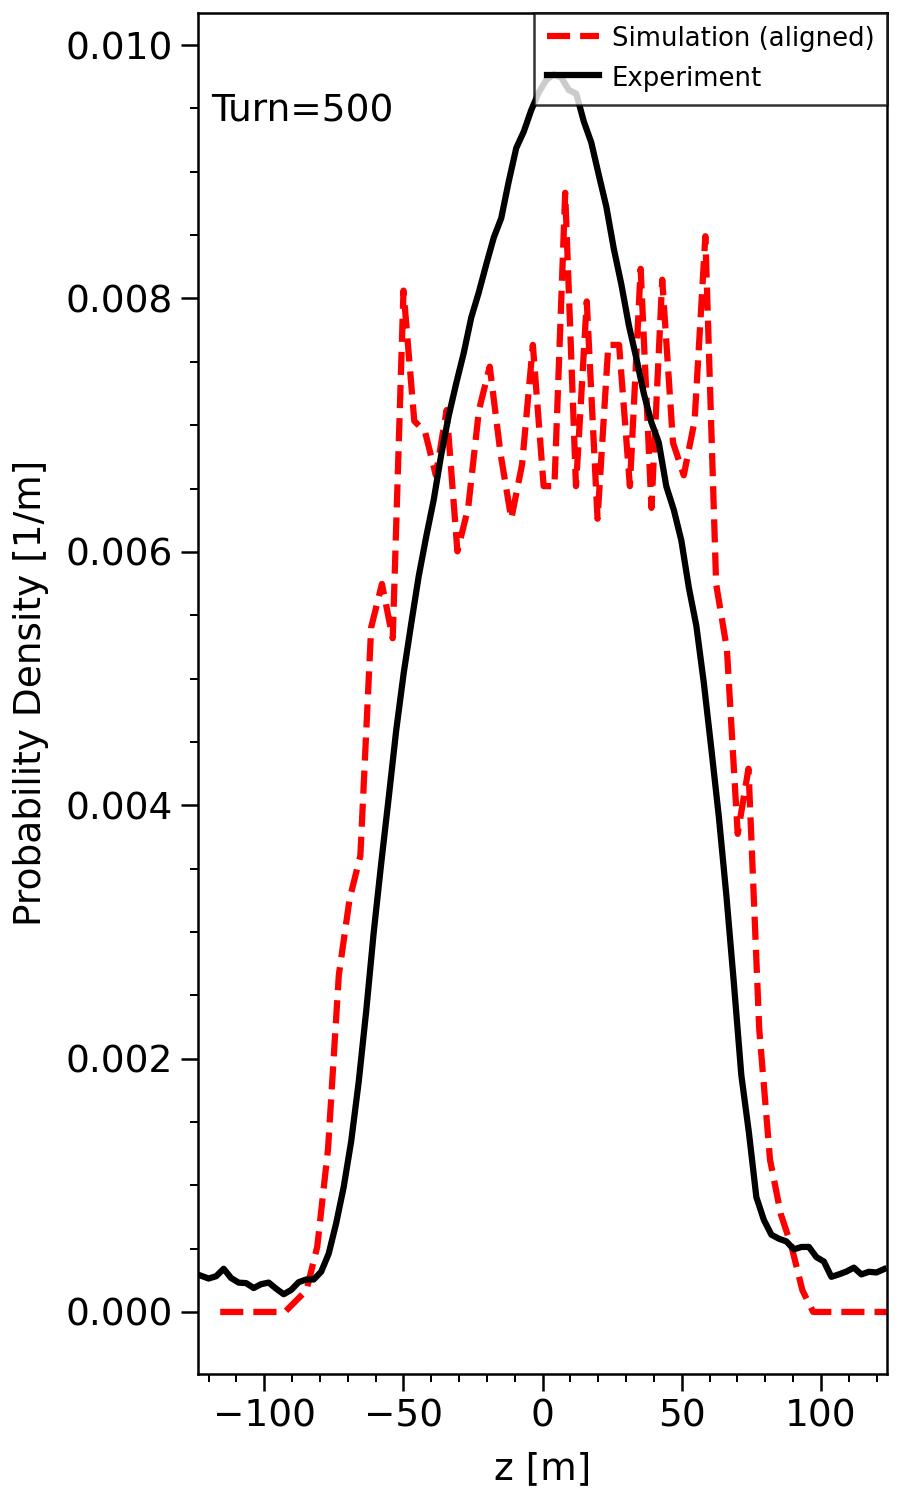 Simulation (aligned)
Experiment
Turn=500
0.010
0.008
0.006
0.004
0.002
0.000
Probability Density [1/m]
−100 −50 0 50 100
z [m]